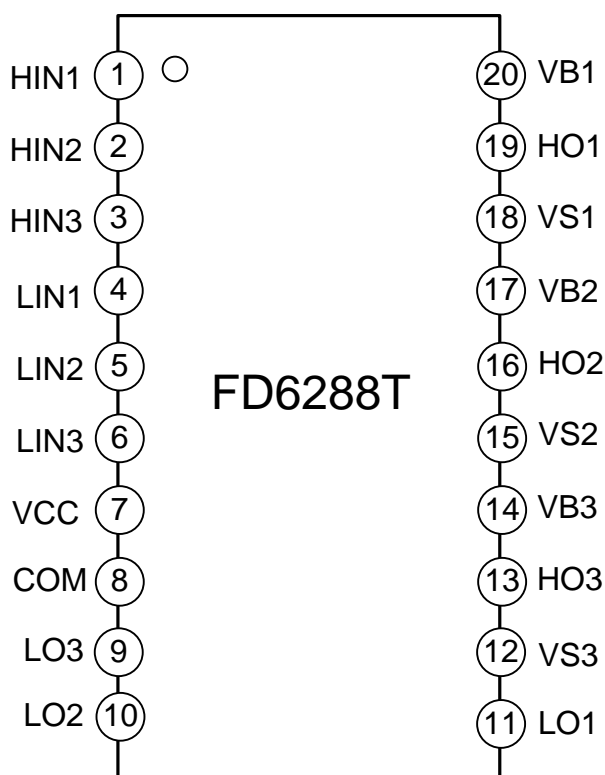 HIN1 1 20 VB1
HIN2 2 19 HO1
HIN3 3 18 VS1
LIN1 4 17 VB2
LIN2 5 16 HO2
FD6288T
LIN3 6 15 VS2
VCC 7 14 VB3
COM 8 13 HO3
LO3 9 12 VS3
LO2 10 11 LO1